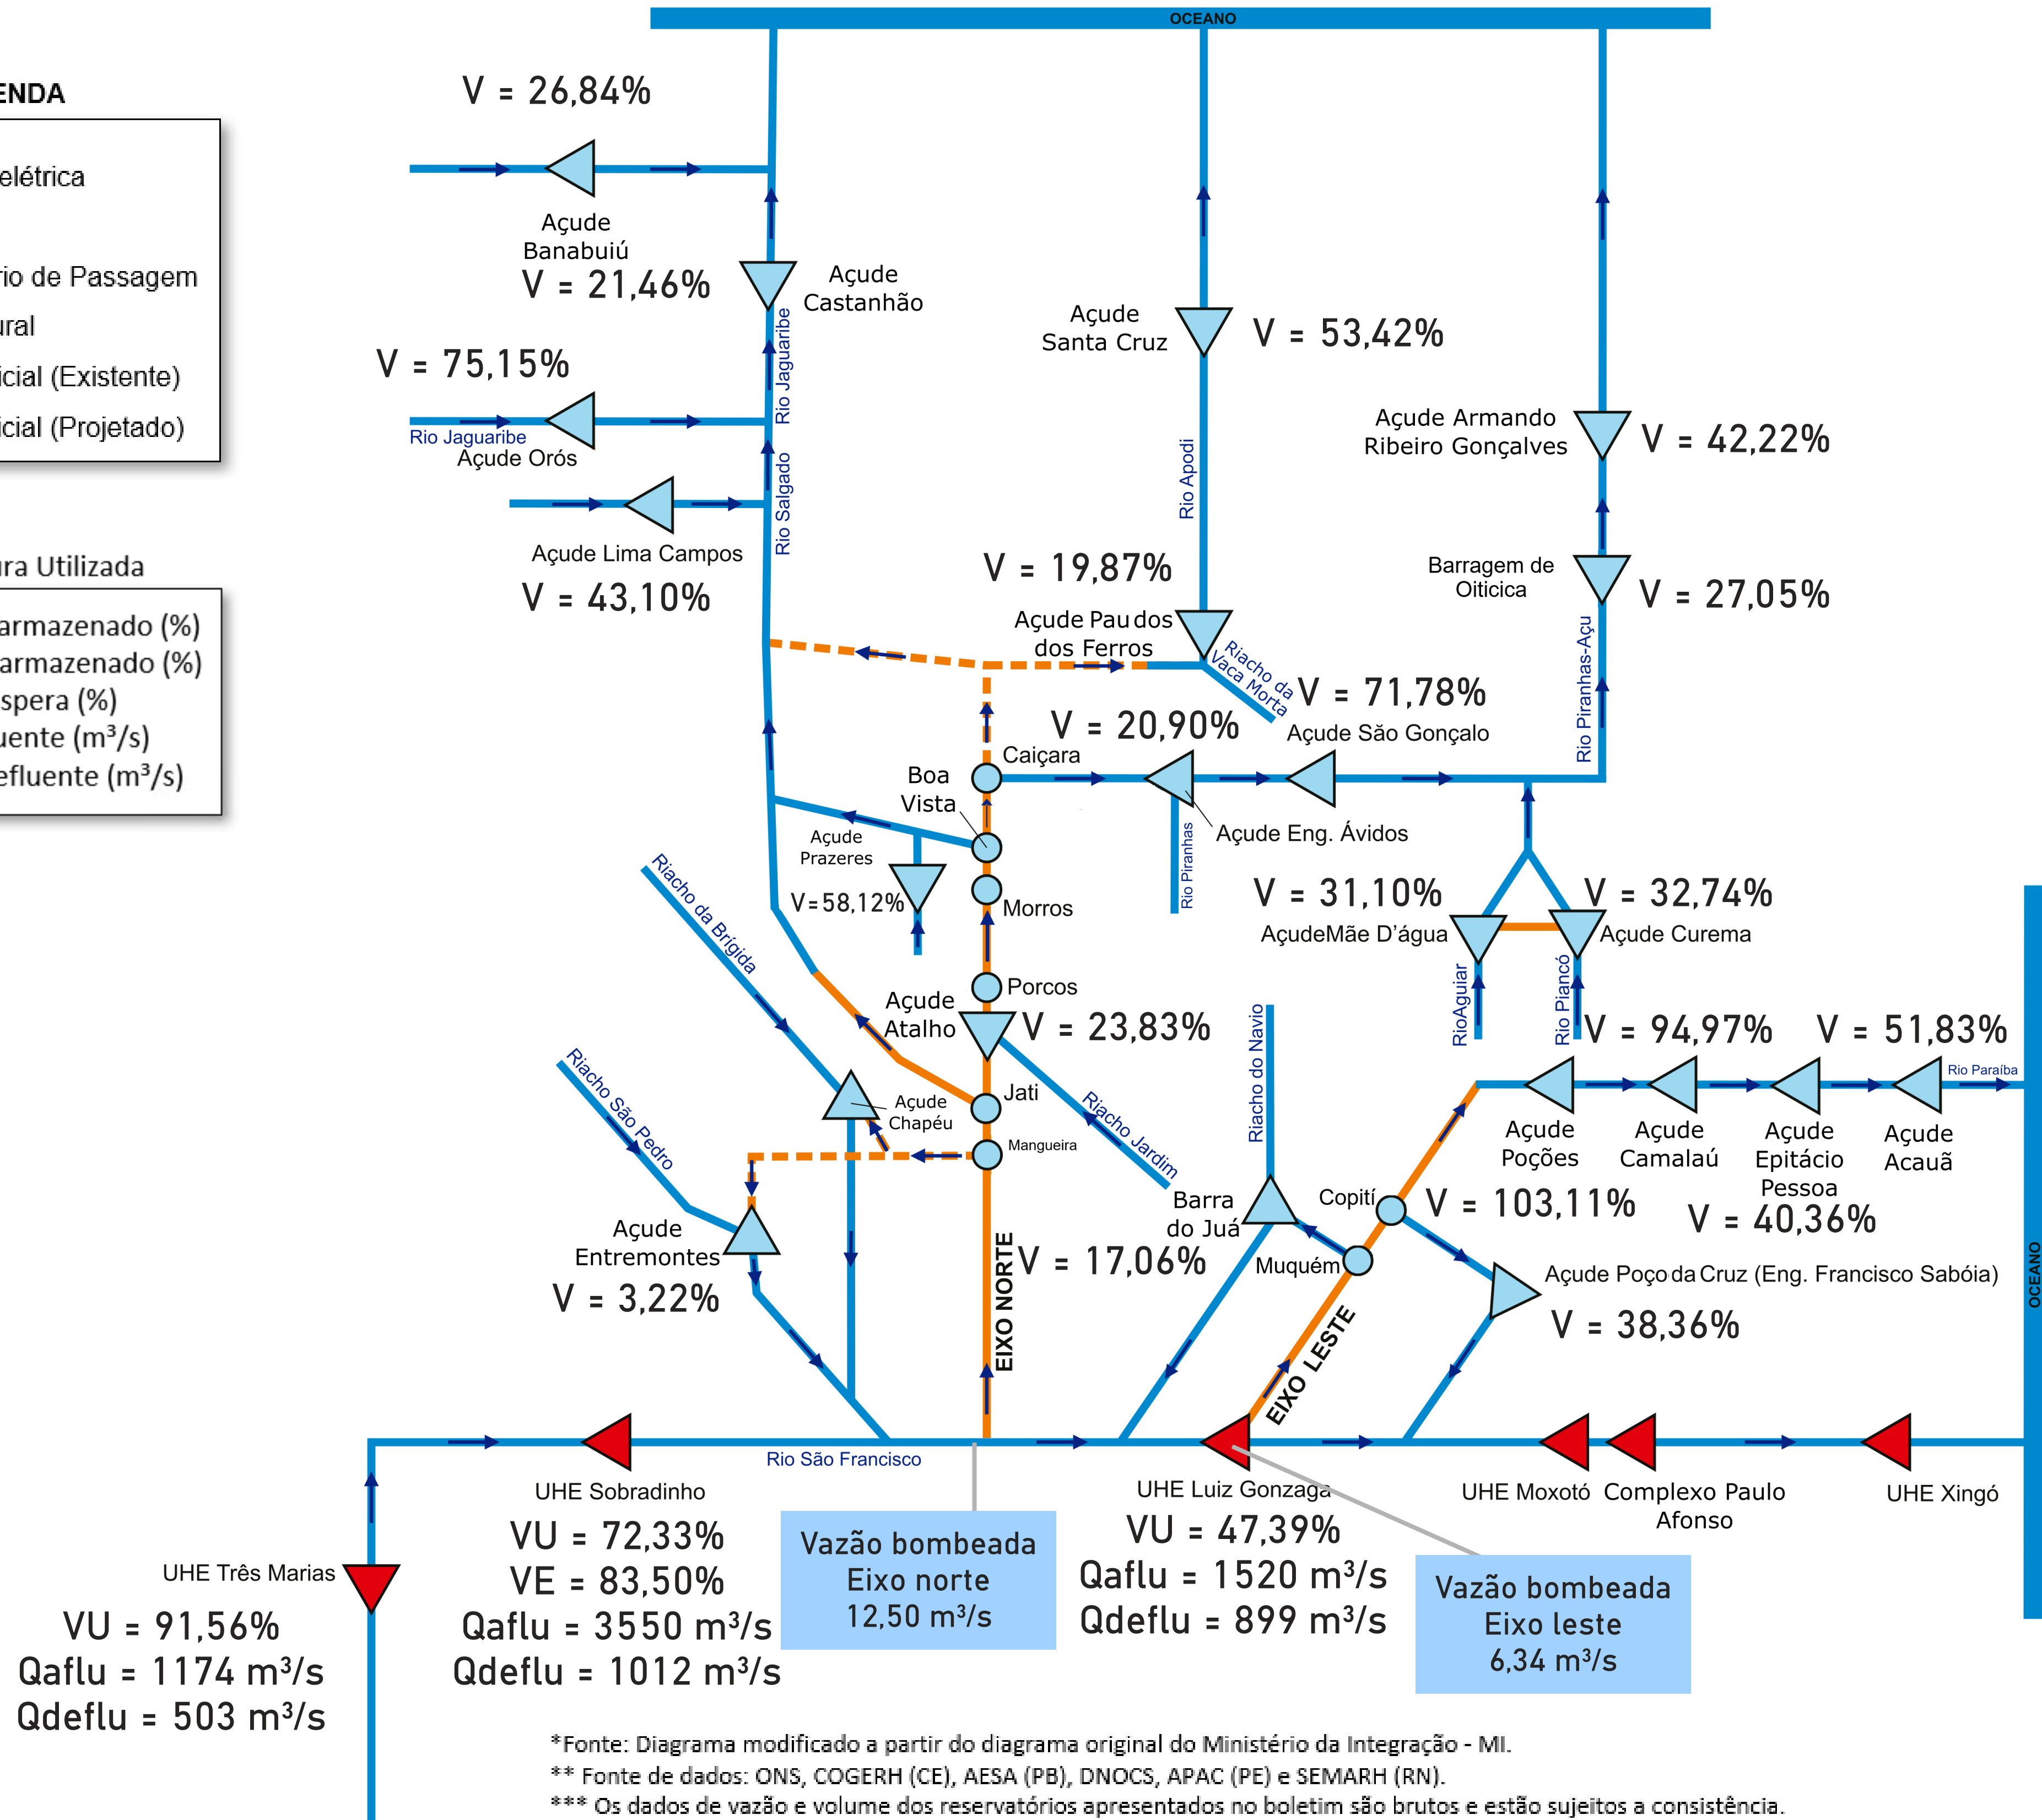 OCEANO
ENDA
elétrica
rio de Passagem
ural
icial (Existente)
icial (Projetado)
ura Utilizada
armazenado (%)
armazenado (%)
spera (%)
uente (m³/s)
efluente (m³/s)
V = 26,84%
Açude
Banabuiú
V = 21,46%
Açude
Castanhão
Rio Jaguaribe
V = 75,15%
Rio Jaguaribe
Açude Orós
Rio Salgado
Açude Lima Campos
V = 43,10%
Açude
Santa Cruz
V = 53,42%
Rio Apodi
Açude Armando
Ribeiro Gonçalves
V = 42,22%
Barragem de
Oiticica
V = 27,05%
Rio Piranhas-Açu
V = 19,87%
Açude Pau dos
dos Ferros
Riacho da
Vaca Morta
V = 71,78%
Açude São Gonçalo
V = 20,90%
Caiçara
Boa
Vista
Açude Eng. Ávidos
Rio Piranhas
Açude
Prazeres
V= 58,12%
Morros
Riacho da Brígida
Porcos
Açude
Atalho
V = 23,83%
V = 31,10%
AçudeMãe D'água
V = 32,74%
Açude Curema
RioAguiar
Rio Piancó
V = 94,97%
V = 51,83%
Rio Paraíba
Riacho do Navio
Riacho São Pedro
Jati
Açude
Chapéu
Mangueira
Riacho Jardim
Açude
Poções
Açude
Camalaú
Açude
Epitácio
Pessoa
Açude
Acauã
V = 103,11%
V = 40,36%
Barra
do Juá
Copití
Muquém
V = 17,06%
Açude
Entremontes
V = 3,22%
EIXO NORTE
EIXO LESTE
Açude Poço da Cruz (Eng. Francisco Sabóia)
V = 38,36%
OCEANO
Rio São Francisco
UHE Sobradinho
VU = 72,33%
VE = 83,50%
Qaflu = 3550 m³/s
Qdeflu = 1012 m³/s
Vazão bombeada
Eixo norte
12,50 m³/s
UHE Luiz Gonzaga
VU = 47,39%
Qaflu = 1520 m³/s
Qdeflu = 899 m³/s
Vazão bombeada
Eixo leste
6,34 m³/s
UHE Moxotó
Complexo Paulo
Afonso
UHE Xingó
UHE Três Marias
VU = 91,56%
Qaflu = 1174 m³/s
Qdeflu = 503 m³/s
*Fonte: Diagrama modificado a partir do diagrama original do Ministério da Integração - MI.
** Fonte de dados: ONS, COGERH (CE), AESA (PB), DNOCS, APAC (PE) e SEMARH (RN).
*** Os dados de vazão e volume dos reservatórios apresentados no boletim são brutos e estão sujeitos a consistência.